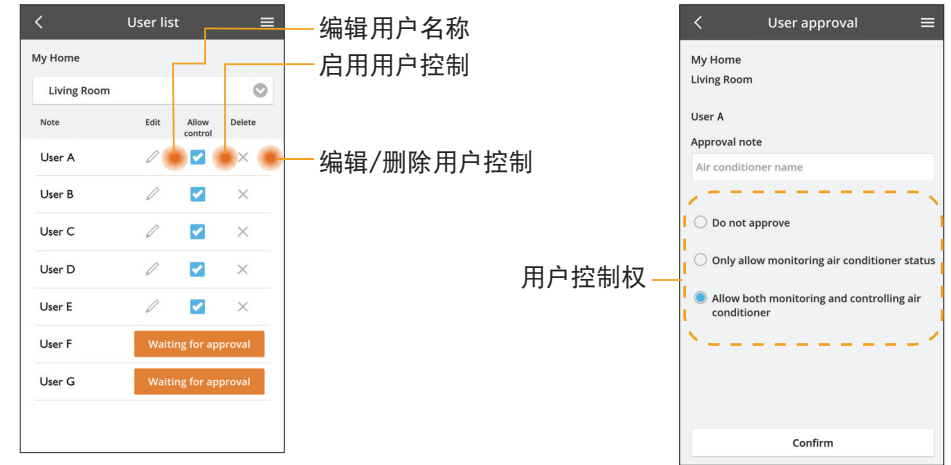 User list
My Home
Living Room
Note Edit Allow control Delete
User A
User B
User C
User D
User E
User F Waiting for approval
User G Waiting for approval
编辑用户名称
启用用户控制
编辑/删除用户控制
用户控制权
User approval
My Home
Living Room
User A
Approval note
Air conditioner name
Do not approve
Only allow monitoring air conditioner status
Allow both monitoring and controlling air
conditioner
Confirm